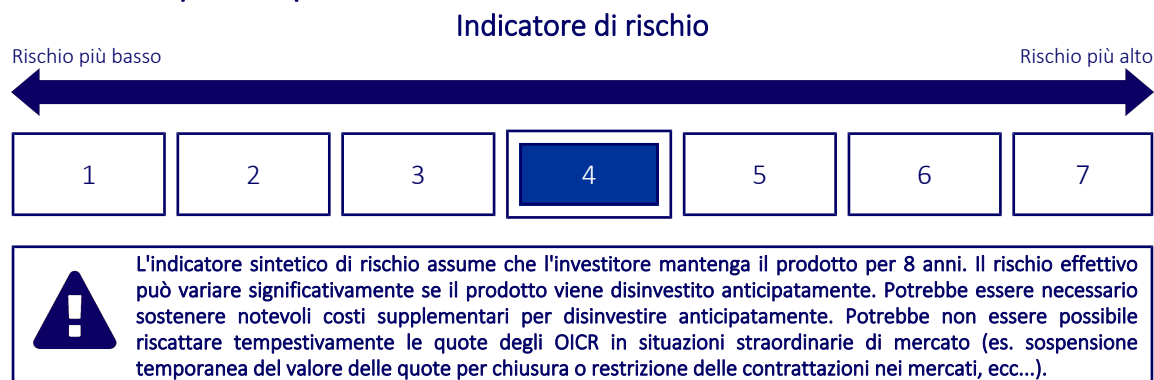 Indicatore di rischio
Rischio più basso
Rischio più alto
1 2 3 4 5 6 7
L'indicatore sintetico di rischio assume che l'investitore mantenga il prodotto per 8 anni. Il rischio effettivo
può variare significativamente se il prodotto viene disinvestito anticipatamente. Potrebbe essere necessario
sostenere notevoli costi supplementari per disinvestire anticipatamente. Potrebbe non essere possibile
riscattare tempestivamente le quote degli OICR in situazioni straordinarie di mercato (es. sospensione
temporanea del valore delle quote per chiusura o restrizione delle contrattazioni nei mercati, ecc...).